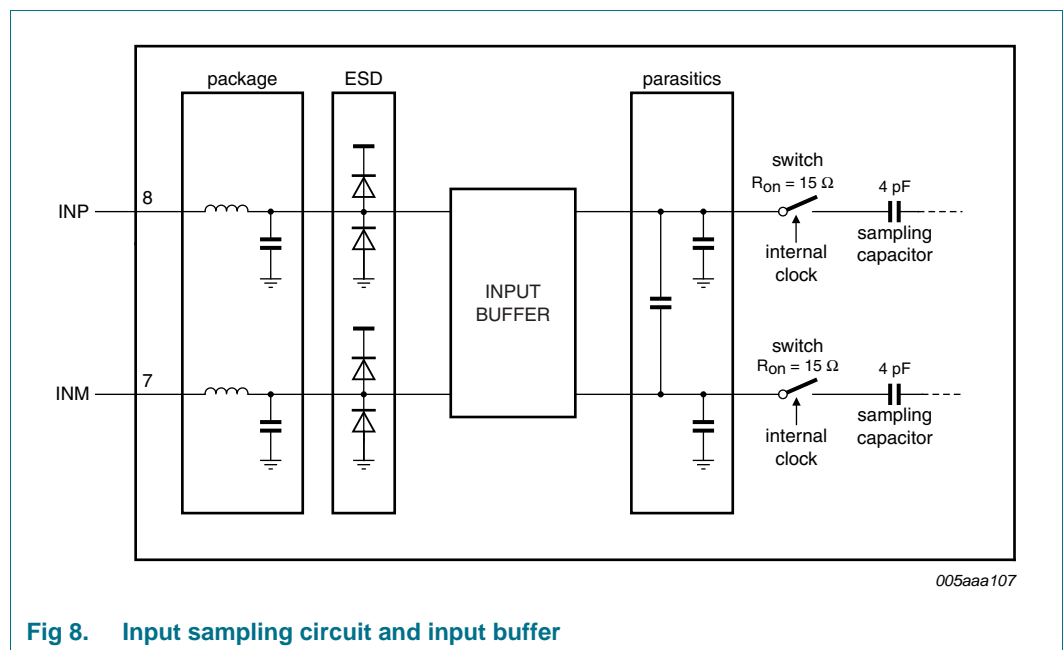 package
ESD
parasitics
switch
Ron = 15 Ω
4 pF
INP
8
internal
clock
sampling
capacitor
INPUT
BUFFER
switch
Ron = 15 Ω
4 pF
INM
7
internal
clock
sampling
capacitor
005aaa107
Fig 8. Input sampling circuit and input buffer